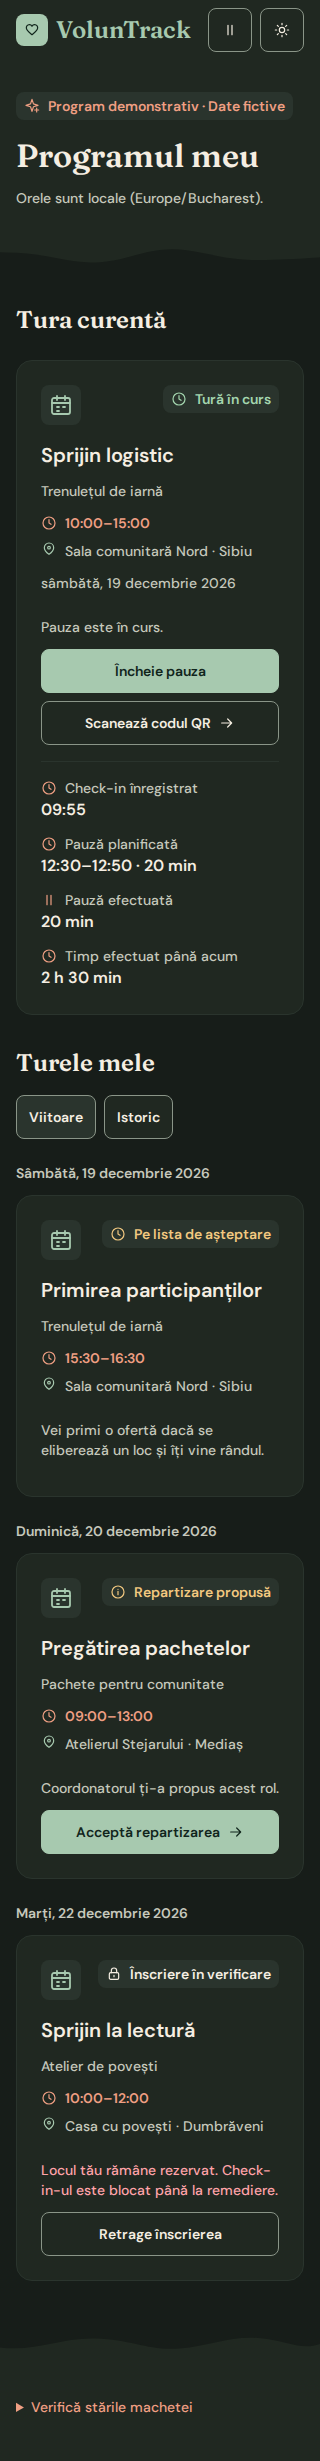 VolunTrack
Program demonstrativ · Date fictive
Programul meu
Orele sunt locale (Europe/Bucharest).
Tura curentă
Tură în curs
Sprijin logistic
Trenulețul de iarnă
10:00–15:00
Sala comunitară Nord · Sibiu
sâmbătă, 19 decembrie 2026
Pauza este în curs.
Încheie pauza
Scanează codul QR →
Check-in înregistrat
09:55
Pauză planificată
12:30–12:50 · 20 min
Pauză efectuată
20 min
Timp efectuat până acum
2 h 30 min
Turele mele
Viitoare
Istoric
Sâmbătă, 19 decembrie 2026
Pe lista de așteptare
Primirea participanților
Trenulețul de iarnă
15:30–16:30
Sala comunitară Nord · Sibiu
Vei primi o ofertă dacă se
eliberează un loc și îți vine rândul.
Duminică, 20 decembrie 2026
Repartizare propusă
Pregătirea pachetelor
Pachete pentru comunitate
09:00–13:00
Atelierul Stejarului · Mediaș
Coordonatorul ți-a propus acest rol.
Acceptă repartizarea →
Marți, 22 decembrie 2026
Înscriere în verificare
Sprijin la lectură
Atelier de povești
10:00–12:00
Casa cu povești · Dumbrăveni
Locul tău rămâne rezervat. Check-
in-ul este blocat până la remediere.
Retrage înscrierea
Verifică stările machetei